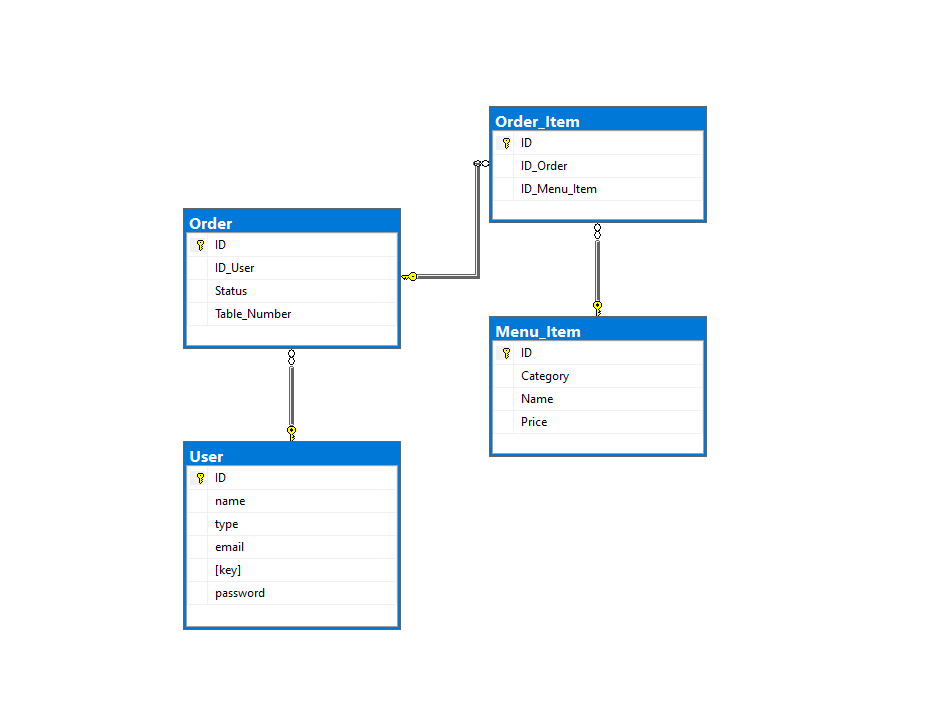 Order_Item
ID
ID_Order
ID_Menu_Item
Order
ID
ID_User
Status
Table_Number
Menu_Item
ID
Category
Name
Price
User
ID
name
type
email
[key]
password